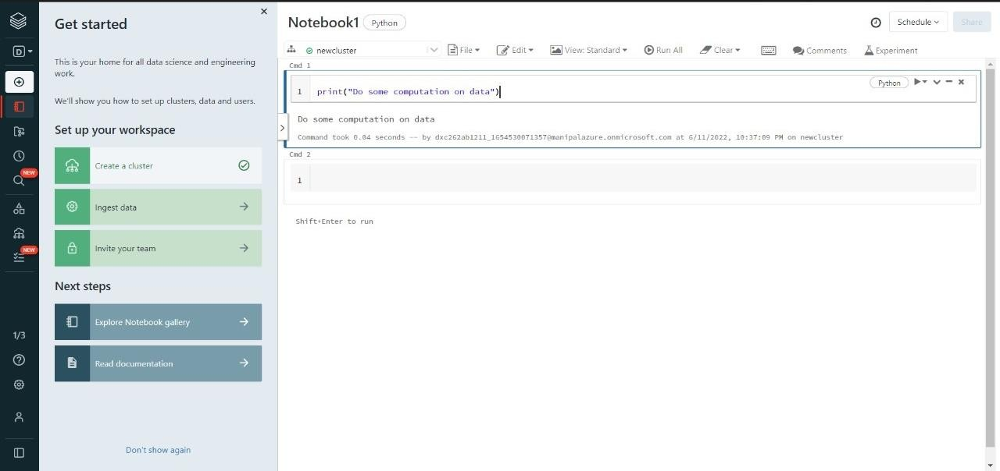 Get started
This is your home for all data science and engineering
work.
We'll show you how to set up clusters, data and users.
Set up your workspace
Create a cluster
Ingest data
Invite your team
Next steps
Explore Notebook gallery
Read documentation
Don't show again
D
NEW
NEW
1/3
Notebook1 Python
Schedule
Share
newcluster
File Edit View: Standard Run All Clear Comments Experiment
Cmd 1
Python
1 print("Do some computation on data")
Do some computation on data
Command took 0.04 seconds -- by dxc262ab1211_1654530071357@manipalazure.onmicrosoft.com at 6/11/2022, 10:37:09 PM on newcluster
Cmd 2
1
Shift+Enter to run